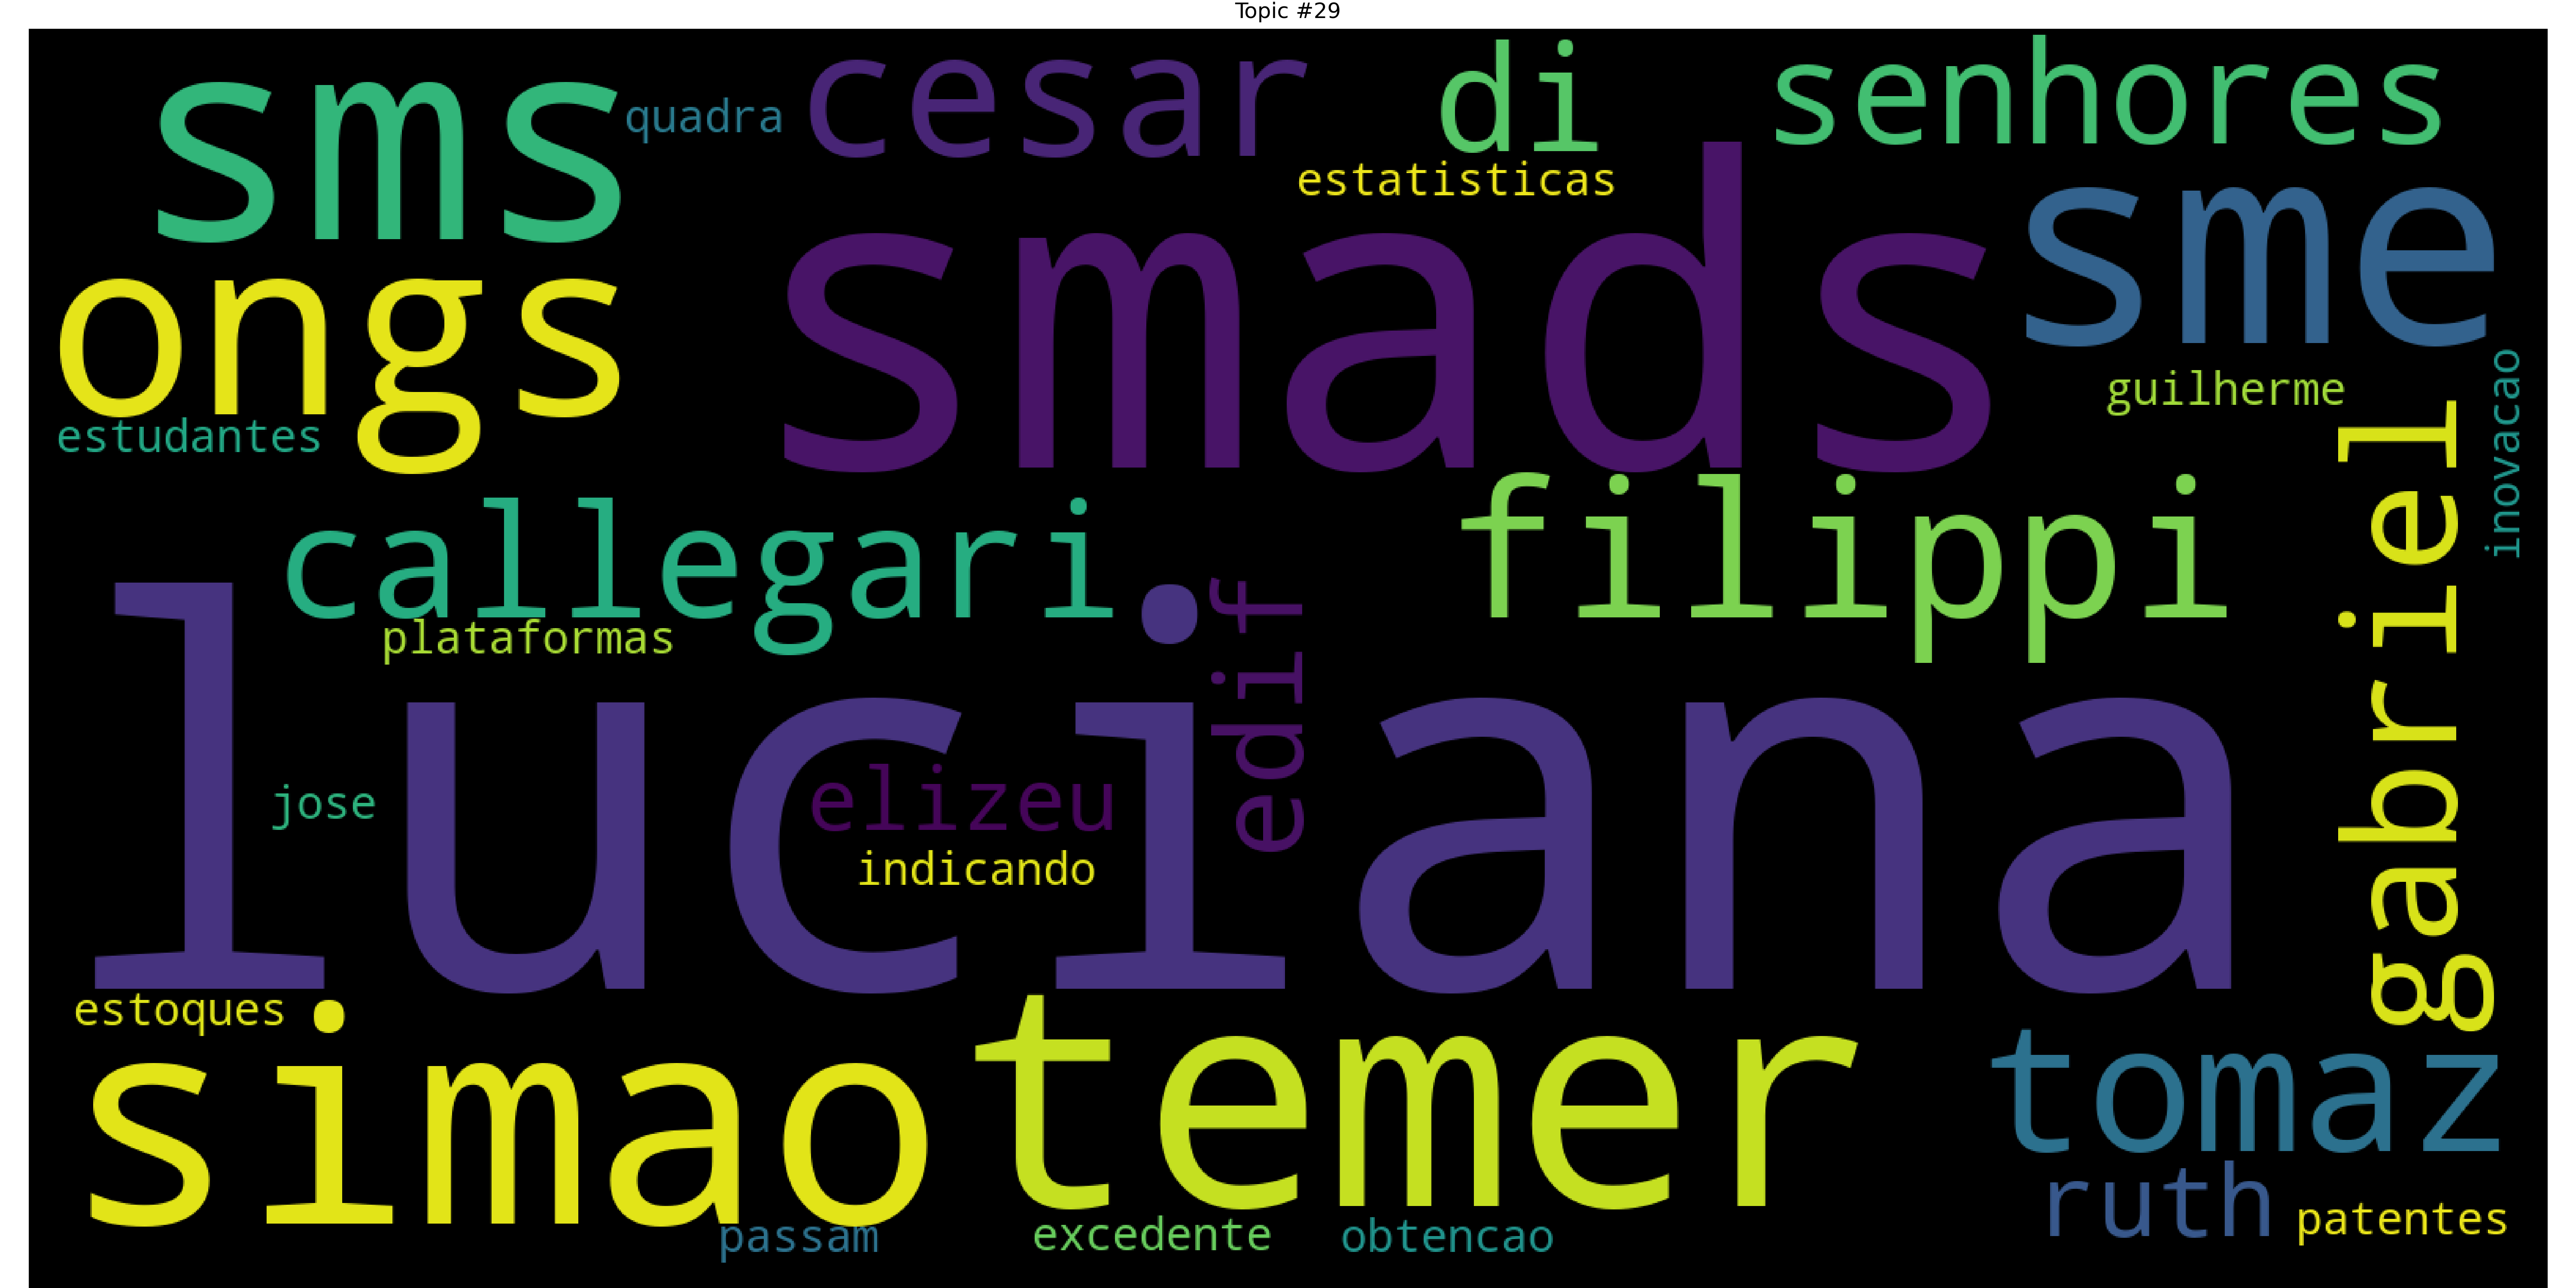 Topic #29
sms
quadra
cesar
di
senhores
estatisticas
smads
sme
ongs
estudantes
guilherme
inovacao
callegari
filippi
gabriel
plataformas
edif
luciana
jose
elizeu
indicando
estoques
simao
temer
tomaz
ruth
patentes
passam
excedente
obtencao